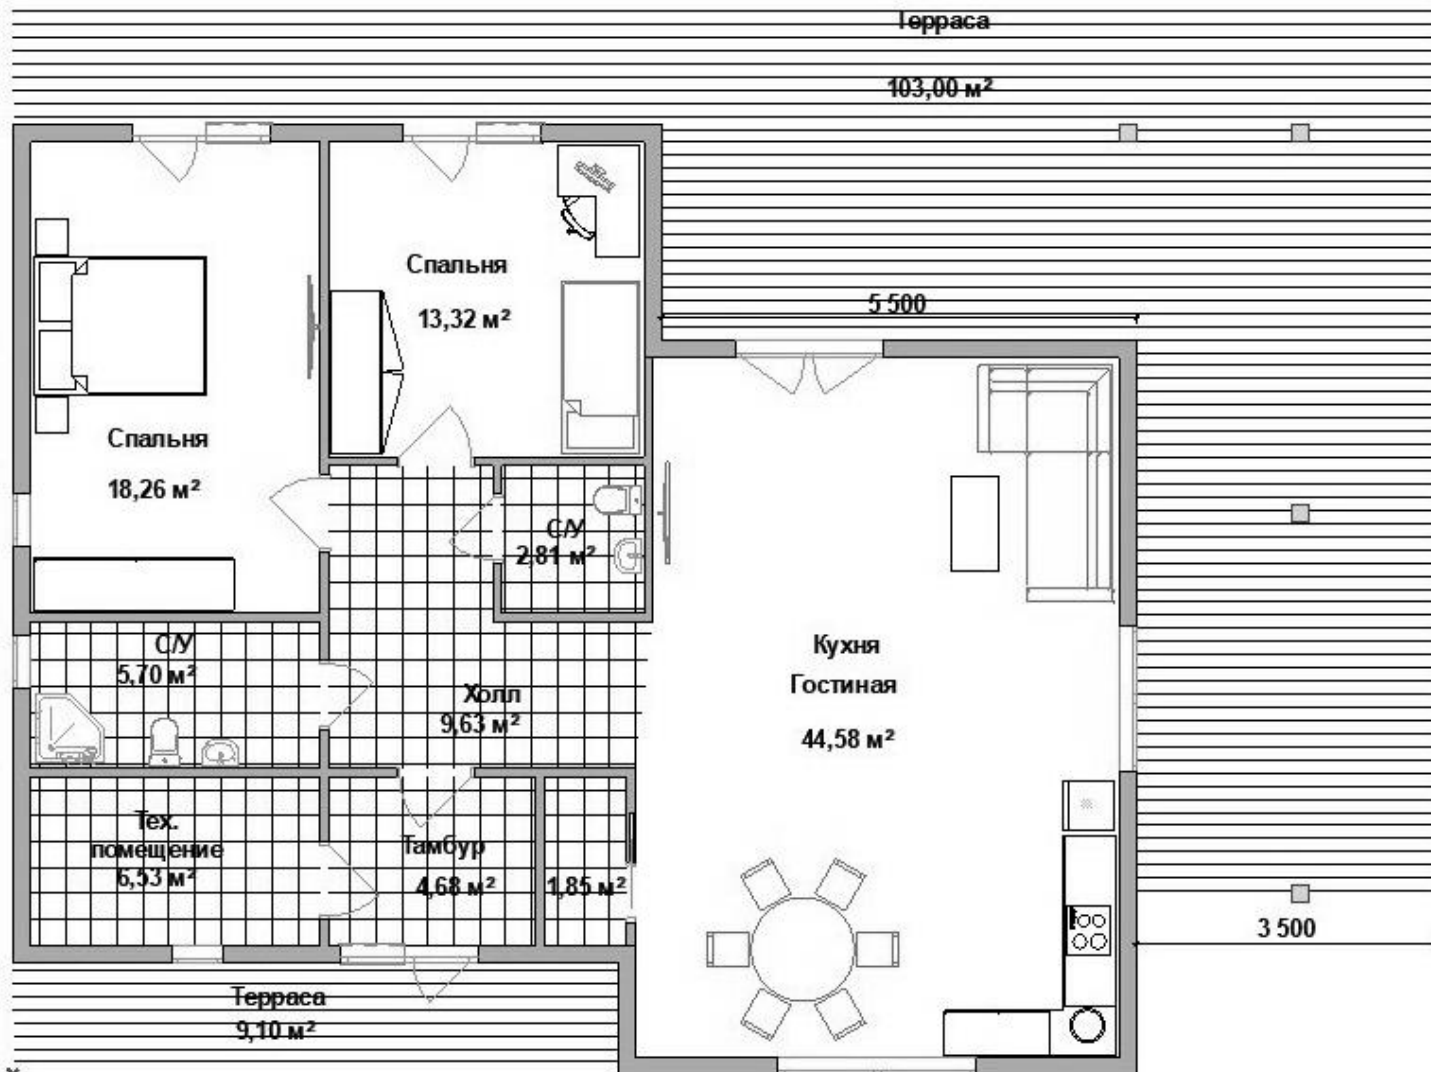 Терраса
103,00 м²
5 500
Спальня
13,32 м²
Спальня
18,26 м²
С/У
2,81 м²
С/У
5,70 м²
Холл
9,63 м²
Кухня
Гостиная
44,58 м²
Тех.
помещение
6,53 м²
Тамбур
4,68 м²
1,85 м²
3 500
Терраса
9,10 м²